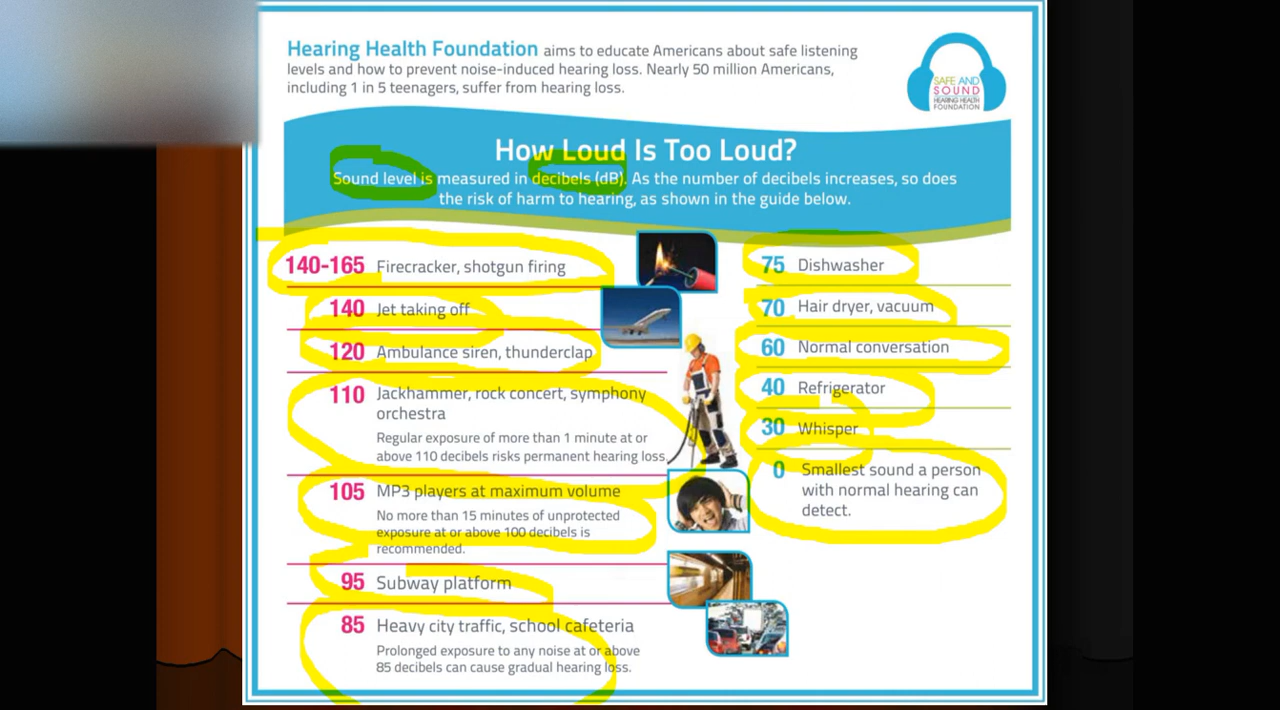 Hearing Health Foundation aims to educate Americans about safe listening
levels and how to prevent noise-induced hearing loss. Nearly 50 million Americans,
including 1 in 5 teenagers, suffer from hearing loss.
SAFE AND
SOUND
HEARING HEALTH
FOUNDATION
How Loud Is Too Loud?
Sound level is measured in decibels (dB). As the number of decibels increases, so does
the risk of harm to hearing, as shown in the guide below.
140-165 Firecracker, shotgun firing
140 Jet taking off
120 Ambulance siren, thunderclap
110 Jackhammer, rock concert, symphony
orchestra
Regular exposure of more than 1 minute at or
above 110 decibels risks permanent hearing loss.
105 MP3 players at maximum volume
No more than 15 minutes of unprotected
exposure at or above 100 decibels is
recommended.
95 Subway platform
85 Heavy city traffic, school cafeteria
Prolonged exposure to any noise at or above
85 decibels can cause gradual hearing loss.
75 Dishwasher
70 Hair dryer, vacuum
60 Normal conversation
40 Refrigerator
30 Whisper
0 Smallest sound a person
with normal hearing can
detect.